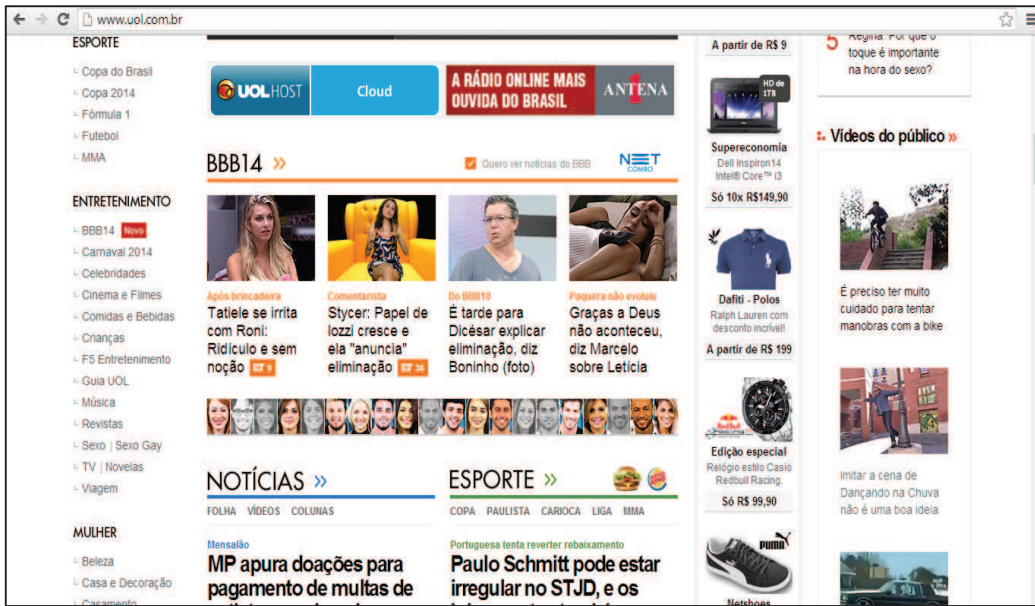 www.uol.com.br
ESPORTE
Copa do Brasil
Copa 2014
Fórmula 1
Futebol
MMA
ENTRETENIMENTO
BBB14 Novo
Carnaval 2014
Celebridades
Cinema e Filmes
Comidas e Bebidas
Crianças
F5 Entretenimento
Guia UOL
Música
Revistas
Sexo | Sexo Gay
TV | Novelas
Viagem
MULHER
Beleza
Casa e Decoração
Casamento
UOL HOST
Cloud
A RÁDIO ONLINE MAIS
OUVIDA DO BRASIL
ANTENA
1
BBB14 »
Quero ver notícias do BBB
NET
COMBO
Após brincadeira
Tatiele se irrita
com Roni:
Ridículo e sem
noção 9
Comentarista
Stycer: Papel de
Iozzi cresce e
ela "anuncia"
eliminação 36
Do BBB10
É tarde para
Dicésar explicar
eliminação, diz
Boninho (foto)
Paquera não evoluiu
Graças a Deus
não aconteceu,
diz Marcelo
sobre Letícia
NOTÍCIAS »
FOLHA VÍDEOS COLUNAS
Mensalão
MP apura doações para
pagamento de multas de
ESPORTE »
COPA PAULISTA CARIOCA LIGA MMA
Portuguesa tenta reverter rebaixamento
Paulo Schmitt pode estar
irregular no STJD, e os
A partir de R$ 9
HD de
1TB
Supereconomia
Dell Inspiron14
Intel® Core™ i3
Só 10x R$149,90
Dafiti - Polos
Ralph Lauren com
desconto incrível!
A partir de R$ 199
Edição especial
Relógio estilo Casio
Redbull Racing.
Só R$ 99,90
PUMA
Netshoes
5 Regina: Por que o
toque é importante
na hora do sexo?
Vídeos do público »
É preciso ter muito
cuidado para tentar
manobras com a bike
Imitar a cena de
Dançando na Chuva
não é uma boa ideia